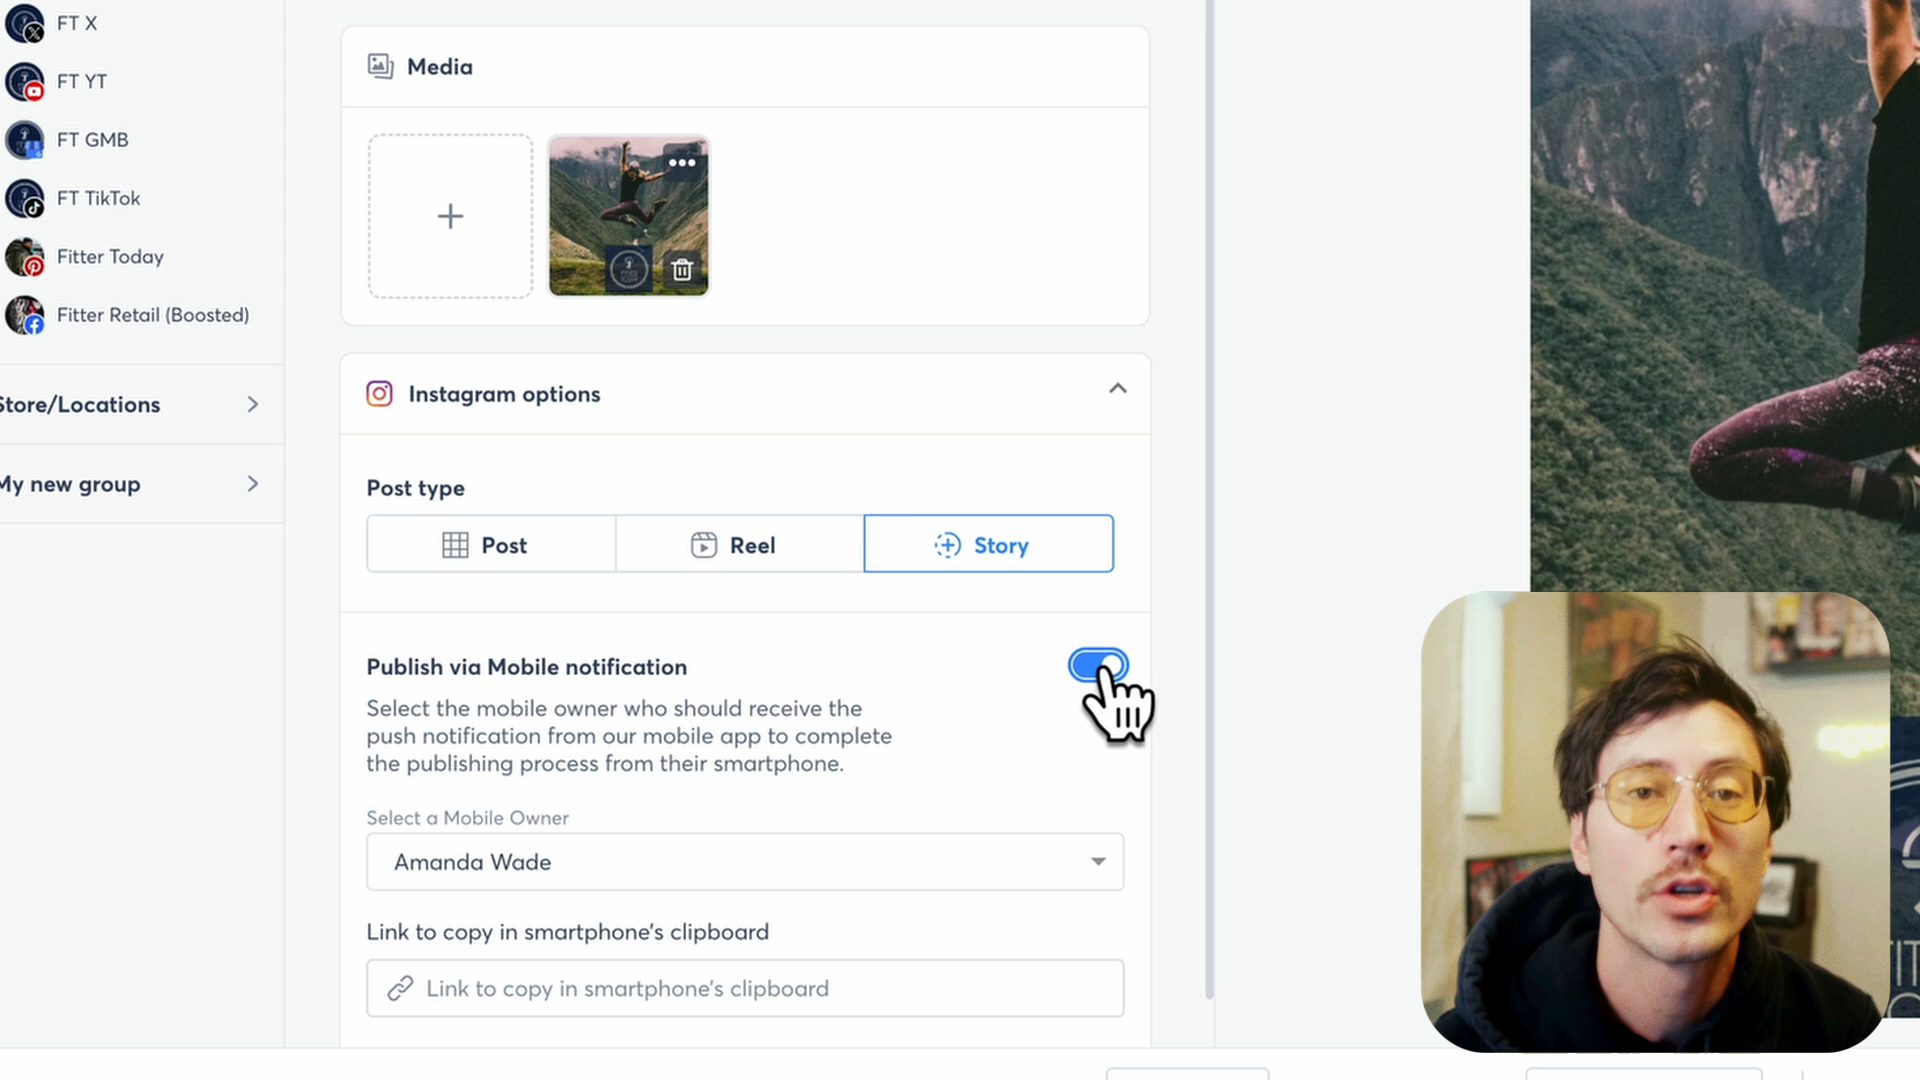 FT X
FT YT
FT GMB
FT TikTok
Fitter Today
Fitter Retail (Boosted)
Store/Locations
My new group
Media
Instagram options
Post type
Post
Reel
Story
Publish via Mobile notification
Select the mobile owner who should receive the
push notification from our mobile app to complete
the publishing process from their smartphone.
Select a Mobile Owner
Amanda Wade
Link to copy in smartphone's clipboard
Link to copy in smartphone's clipboard